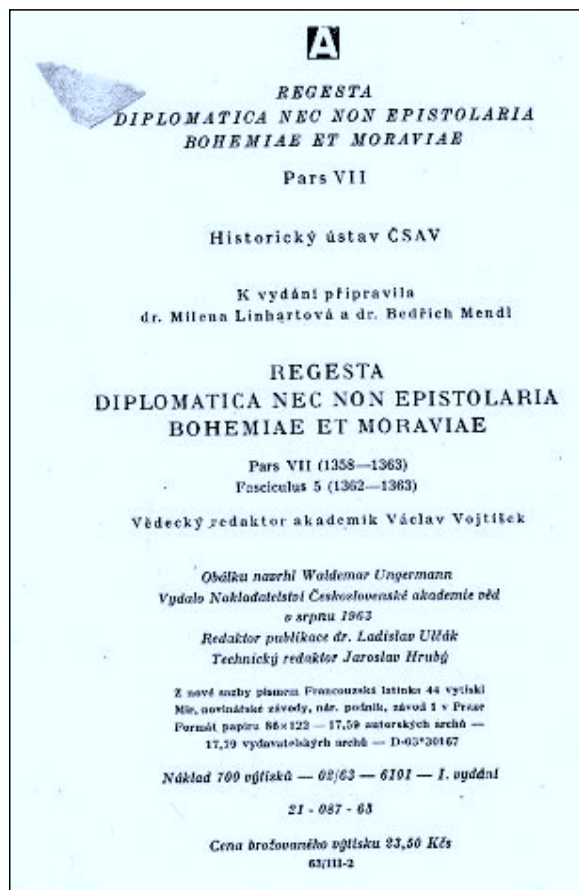 A
REGESTA
DIPLOMATICA NEC NON EPISTOLARIA
BOHEMIAE ET MORAVIAE
Pars VII
Historický ústav ČSAV
K vydání připravila
dr. Milena Linhartová a dr. Bedřich Mendl
REGESTA
DIPLOMATICA NEC NON EPISTOLARIA
BOHEMIAE ET MORAVIAE
Pars VII (1358—1363)
Fasciculus 5 (1362—1363)
Vědecký redaktor akademik Václav Vojtíšek
Obálku navrhl Waldemar Ungermann
Vydalo Nakladatelství Československé akademie věd
v srpnu 1963
Redaktor publikace dr. Ladislav Ulčák
Technický redaktor Jaroslav Hrubý
Z nové sazby písmem Francouzská latinka 44 vytiskl
Mír, novinářské závody, nár. podnik, závod 1 v Praze
Formát papíru 86×122 — 17,59 autorských archů —
17,79 vydavatelských archů — D-03*30167
Náklad 700 výtisků — 02/63 — 6101 — I. vydání
21 - 087 - 63
Cena brožovaného výtisku 23,50 Kčs
63/III-2